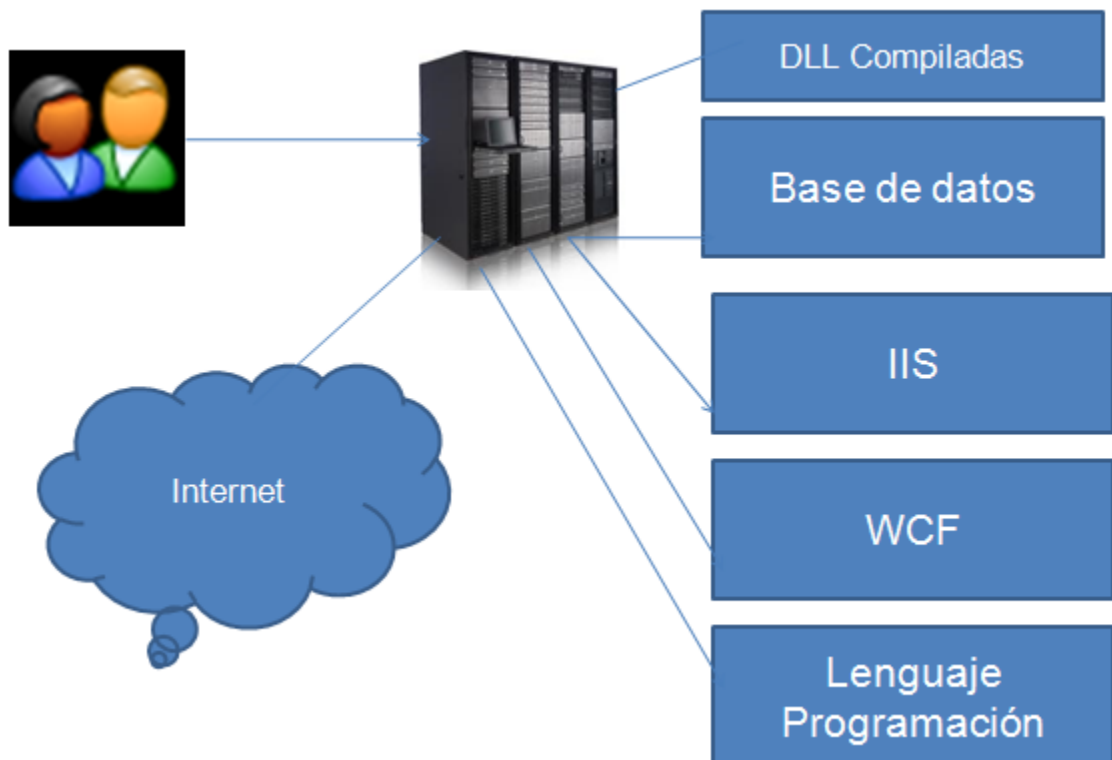 DLL Compiladas
Base de datos
IIS
Internet
WCF
Lenguaje
Programación